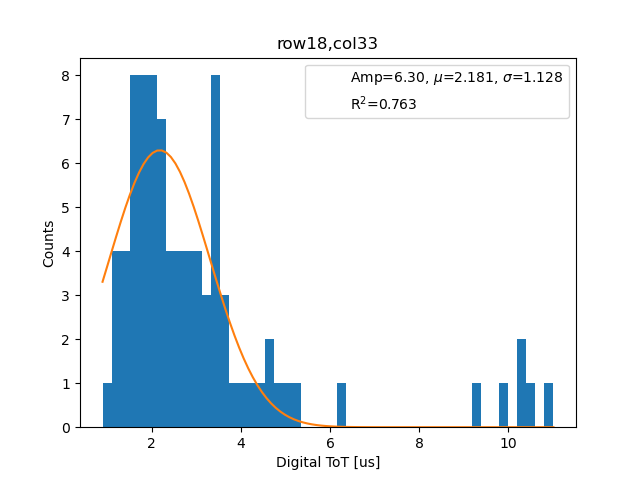 row18,col33
Amp=6.30, μ=2.181, σ=1.128
R²=0.763
8
7
6
5
4
3
2
1
0
Counts
2 4 6 8 10
Digital ToT [us]